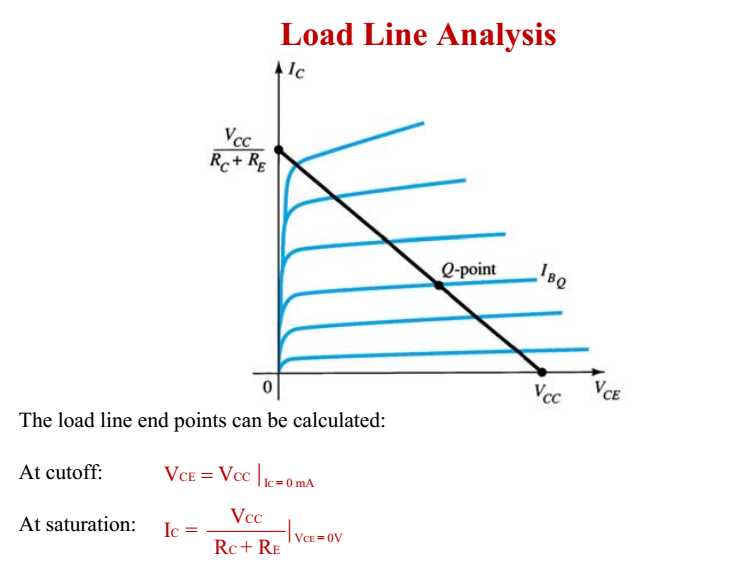 Load Line Analysis
IC
VCC
RC + RE
Q-point
IBQ
0
VCC
VCE
The load line end points can be calculated:
At cutoff: VCE = VCC | IC = 0 mA
At saturation: IC = VCC / RC + RE | VCE = 0V